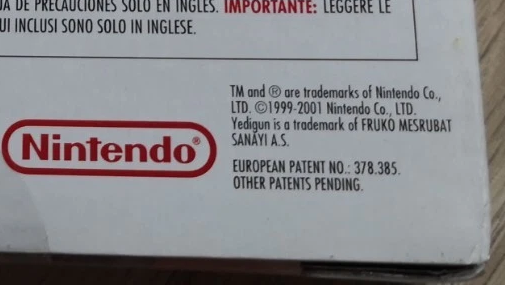 DE PRECAUCIONES SOLO EN INGLES. IMPORTANTE: LEGGERE LE
UI INCLUSI SONO SOLO IN INGLESE.
TM and ® are trademarks of Nintendo Co.,
LTD. ©1999-2001 Nintendo Co., LTD.
Yedigun is a trademark of FRUKO MESRUBAT
SANAYI A.S.
Nintendo®
EUROPEAN PATENT NO.: 378.385.
OTHER PATENTS PENDING.